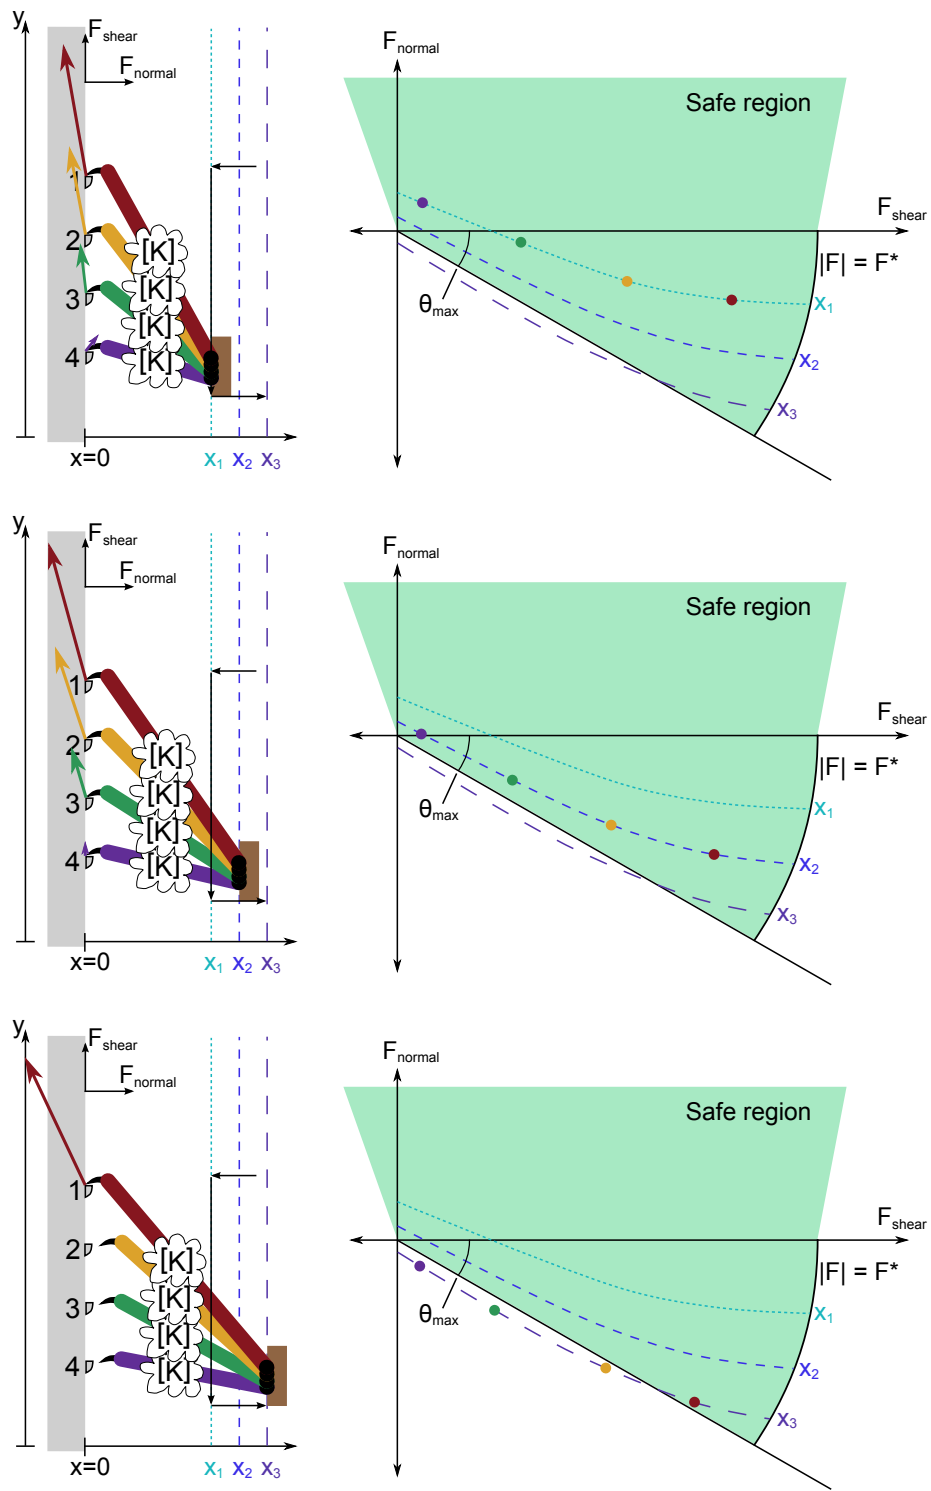 y
F_shear
F_normal
1
2
3
4
[K]
[K]
[K]
[K]
x=0
x₁
x₂
x₃
F_normal
Safe region
F_shear
|F| = F*
θ_max
x₁
x₂
x₃
y
F_shear
F_normal
1
2
3
4
[K]
[K]
[K]
[K]
x=0
x₁
x₂
x₃
F_normal
Safe region
F_shear
|F| = F*
θ_max
x₁
x₂
x₃
y
F_shear
F_normal
1
2
3
4
[K]
[K]
[K]
[K]
x=0
x₁
x₂
x₃
F_normal
Safe region
F_shear
|F| = F*
θ_max
x₁
x₂
x₃